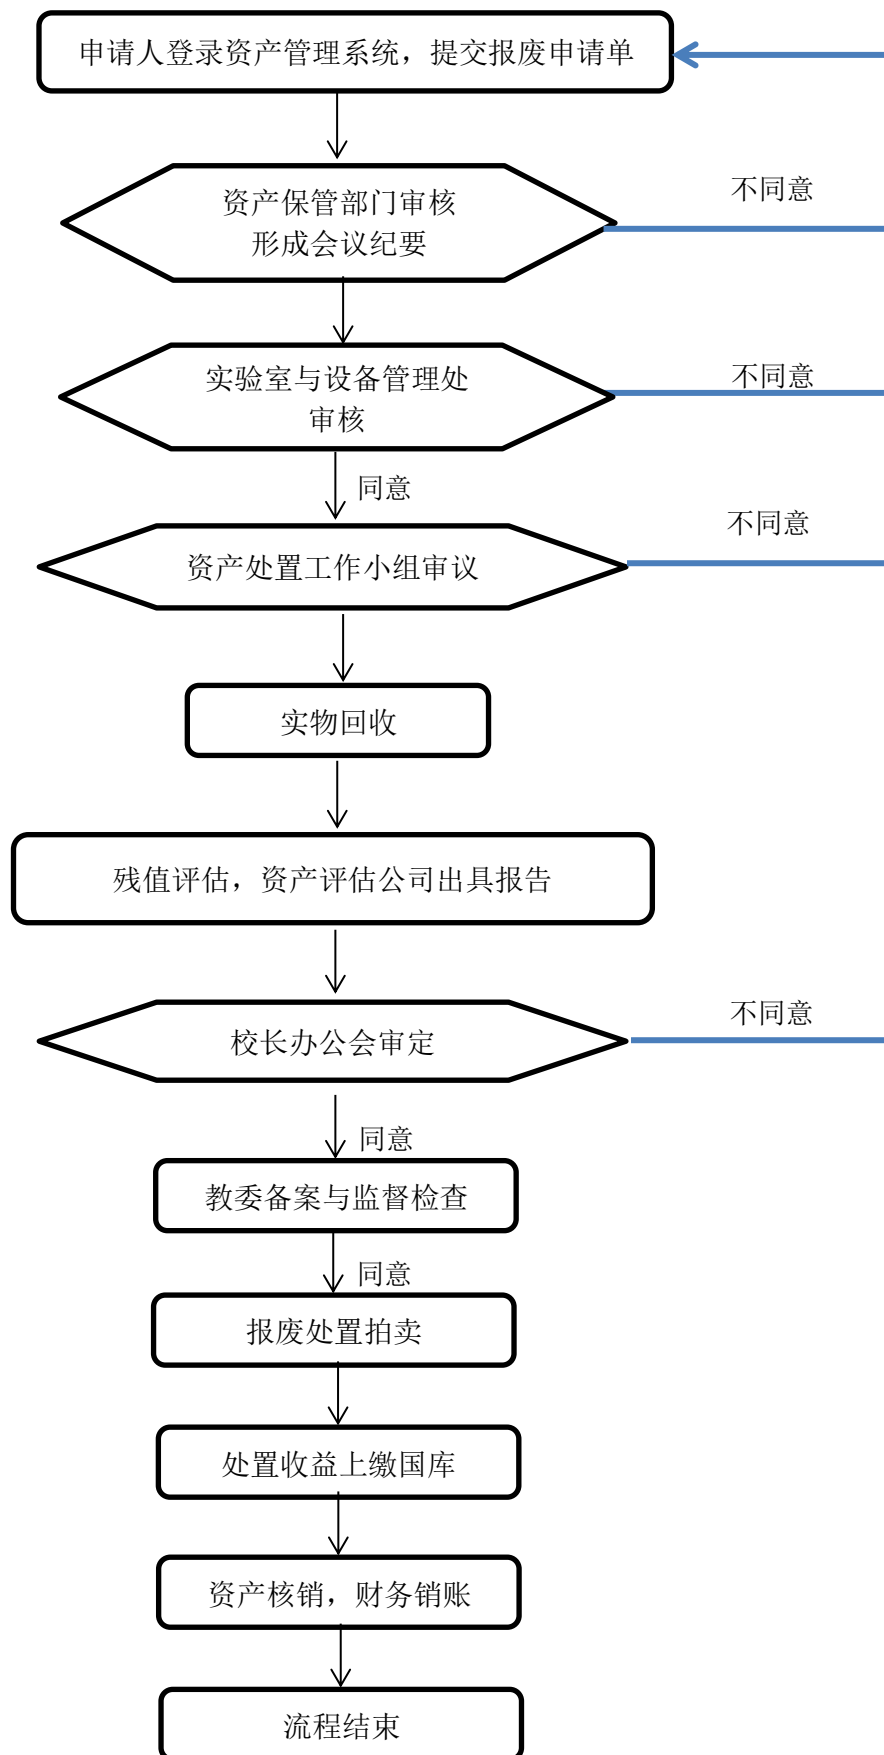 申请人登录资产管理系统，提交报废申请单
资产保管部门审核
形成会议纪要
不同意
实验室与设备管理处
审核
不同意
同意
资产处置工作小组审议
不同意
实物回收
残值评估，资产评估公司出具报告
校长办公会审定
不同意
同意
教委备案与监督检查
同意
报废处置拍卖
处置收益上缴国库
资产核销，财务销账
流程结束